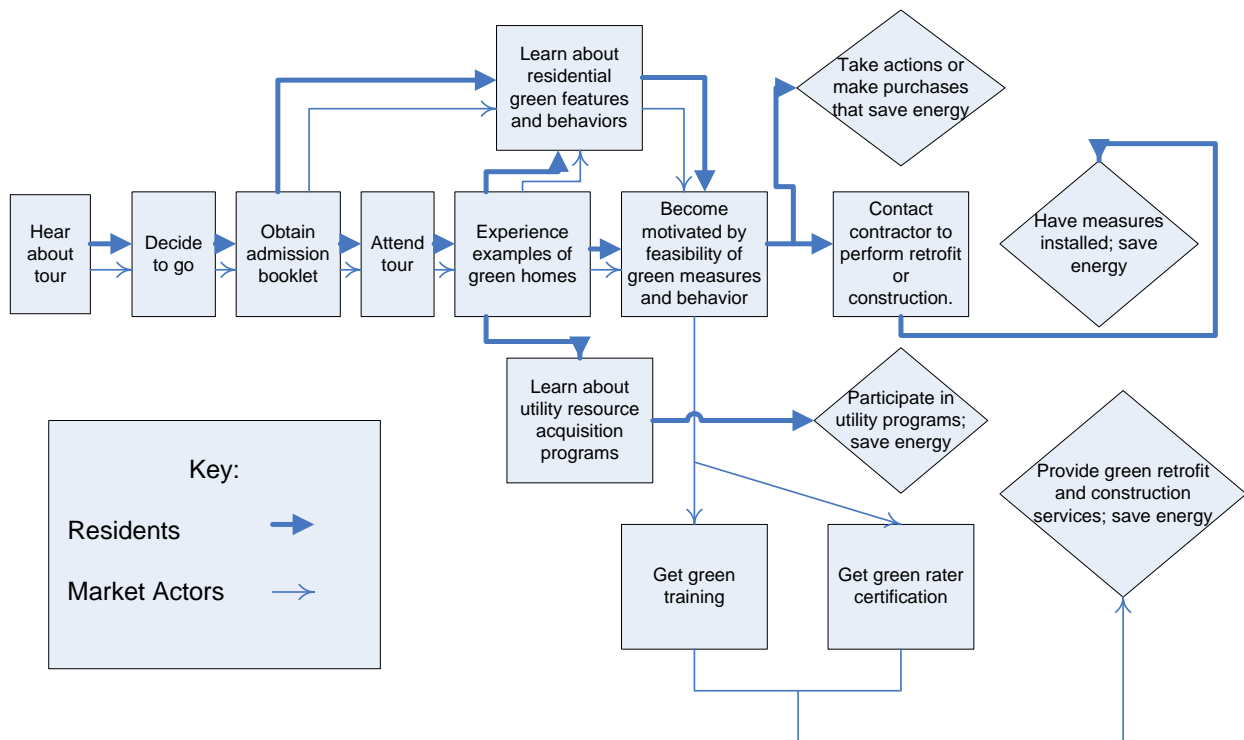 Learn about
residential
green features
and behaviors
Take actions or
make purchases
that save energy
Hear
about
tour
Decide
to go
Obtain
admission
booklet
Attend
tour
Experience
examples of
green homes
Become
motivated by
feasibility of
green measures
and behavior
Contact
contractor to
perform retrofit
or
construction.
Have measures
installed; save
energy
Learn about
utility resource
acquisition
programs
Participate in
utility programs;
save energy
Key:
Residents
Market Actors
Provide green retrofit
and construction
services; save energy
Get green
training
Get green rater
certification